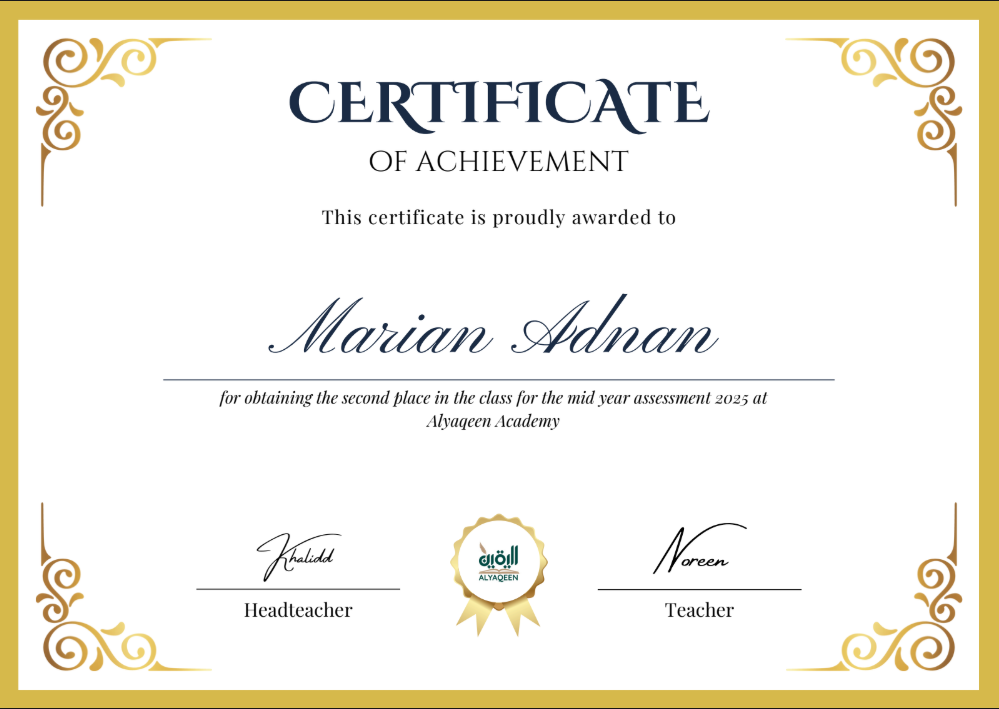 CERTIFICATE
OF ACHIEVEMENT
This certificate is proudly awarded to
Marian Adnan
for obtaining the second place in the class for the mid year assessment 2025 at
Alyaqeen Academy
Khalidd
Headteacher
اليقين
ALYAQEEN
Noreen
Teacher